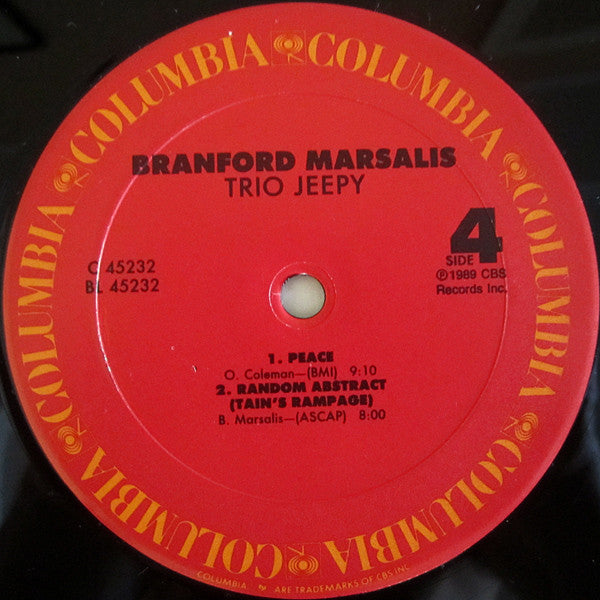 COLUMBIA COLUMBIA COLUMBIA COLUMBIA COLUMBIA COLUMBIA
BRANFORD MARSALIS
TRIO JEEPY
C 45232
BL 45232
SIDE 4
℗1989 CBS
Records Inc.
1. PEACE
O. Coleman—(BMI) 9:10
2. RANDOM ABSTRACT
(TAIN'S RAMPAGE)
B. Marsalis—(ASCAP) 8:00
COLUMBIA, ARE TRADEMARKS OF CBS INC.